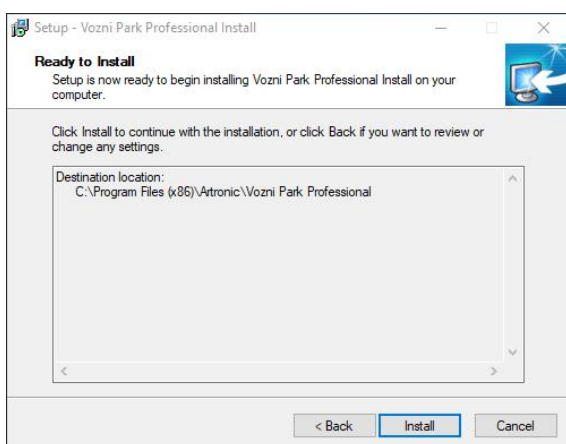 Setup - Vozni Park Professional Install
Ready to Install
Setup is now ready to begin installing Vozni Park Professional Install on your
computer.
Click Install to continue with the installation, or click Back if you want to review or
change any settings.
Destination location:
C:\Program Files (x86)\Artronic\Vozni Park Professional
< Back
Install
Cancel